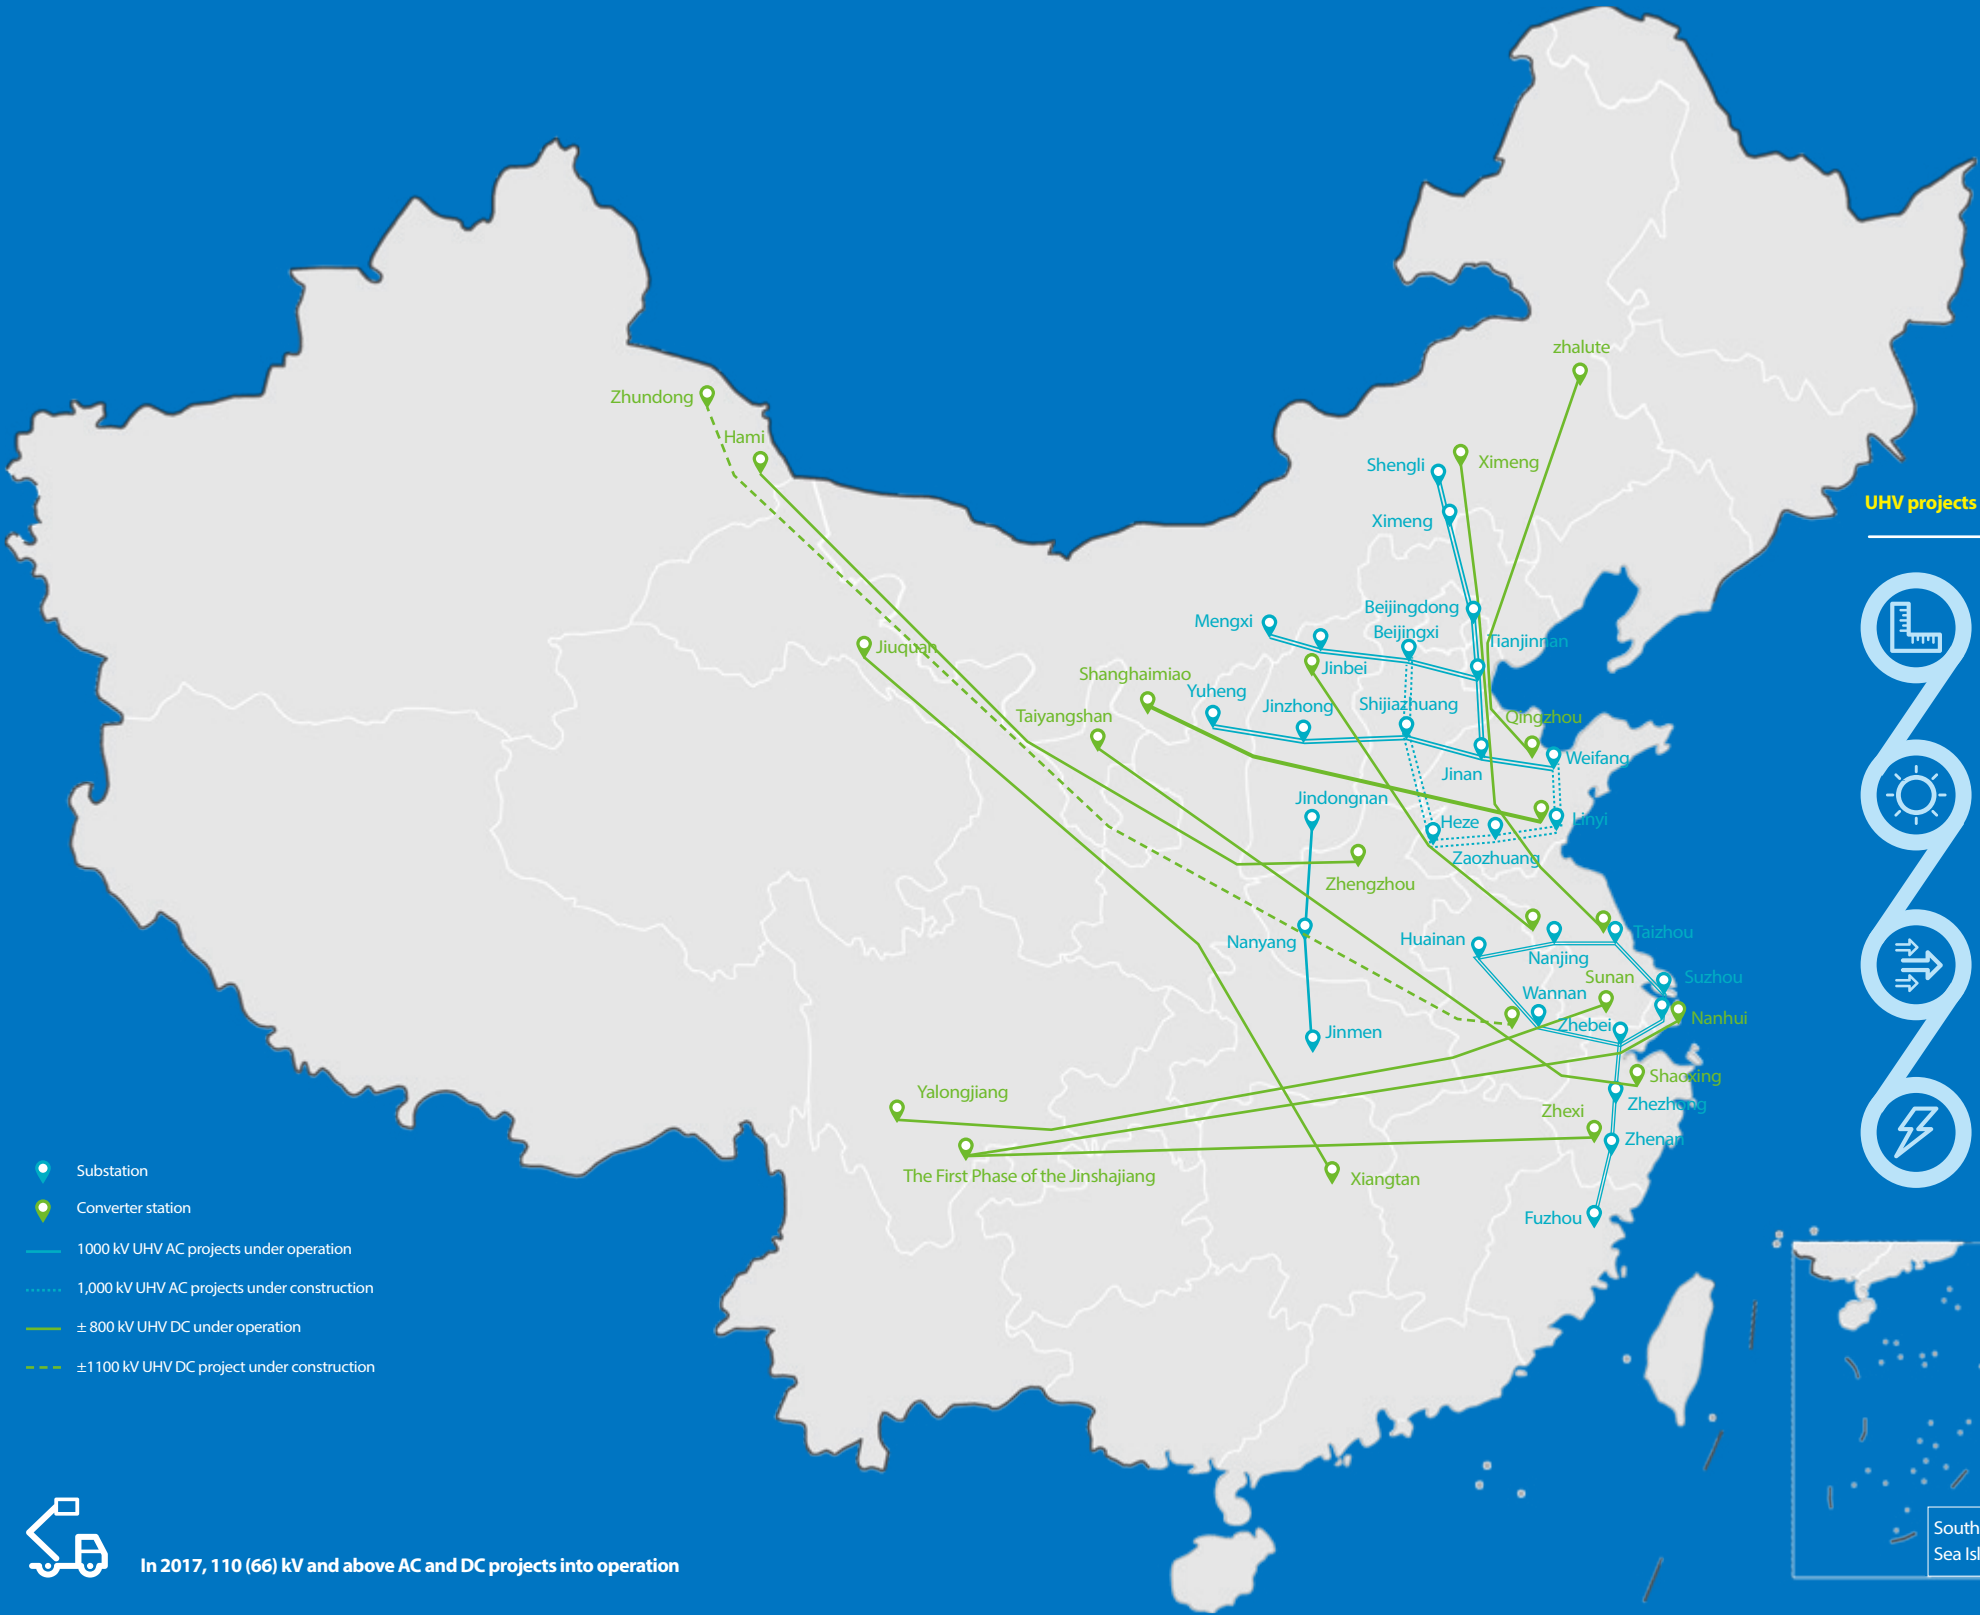 zhalute
Zhundong
Hami
Ximeng
Shengli
Ximeng
UHV projects
Beijingdong
Mengxi
Beijingxi
Tianjinnan
Jiuquan
Jinbei
Shanghaimiao
Yuheng
Jinzhong
Shijiazhuang
Taiyangshan
Qingzhou
Weifang
Jinan
Jindongnan
Heze
Linyi
Zaozhuang
Zhengzhou
Taizhou
Huainan
Nanyang
Nanjing
Sunan
Suzhou
Wannan
Nanhui
Zhebei
Jinmen
Shaoxing
Yalongjiang
Zhezhong
Zhexi
Zhenan
The First Phase of the Jinshajiang
Xiangtan
Fuzhou
Substation
Converter station
1000 kV UHV AC projects under operation
1,000 kV UHV AC projects under construction
± 800 kV UHV DC under operation
±1100 kV UHV DC project under construction
South
Sea Isl
In 2017, 110 (66) kV and above AC and DC projects into operation